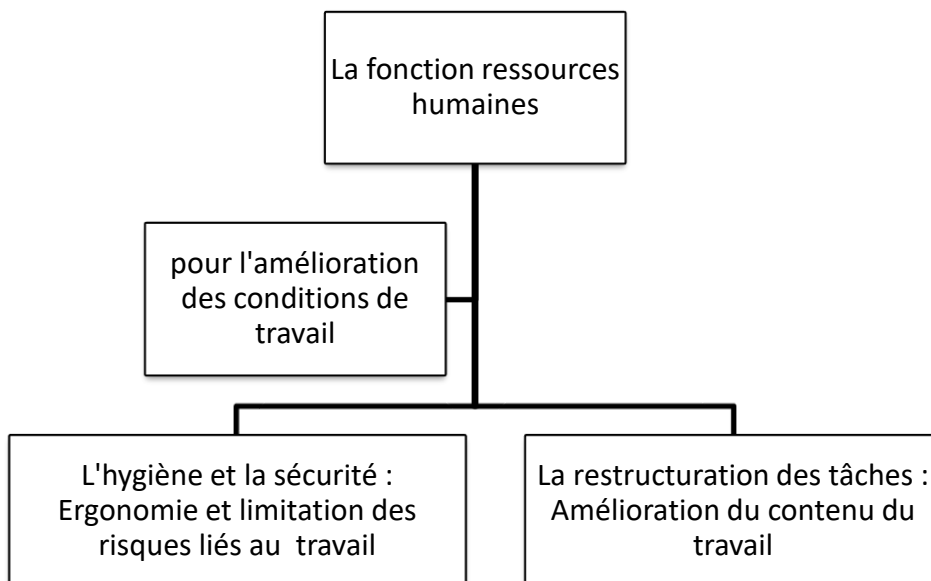 La fonction ressources
humaines
pour l'amélioration
des conditions de
travail
L'hygiène et la sécurité :
Ergonomie et limitation des
risques liés au  travail
La restructuration des tâches :
Amélioration du contenu du
travail